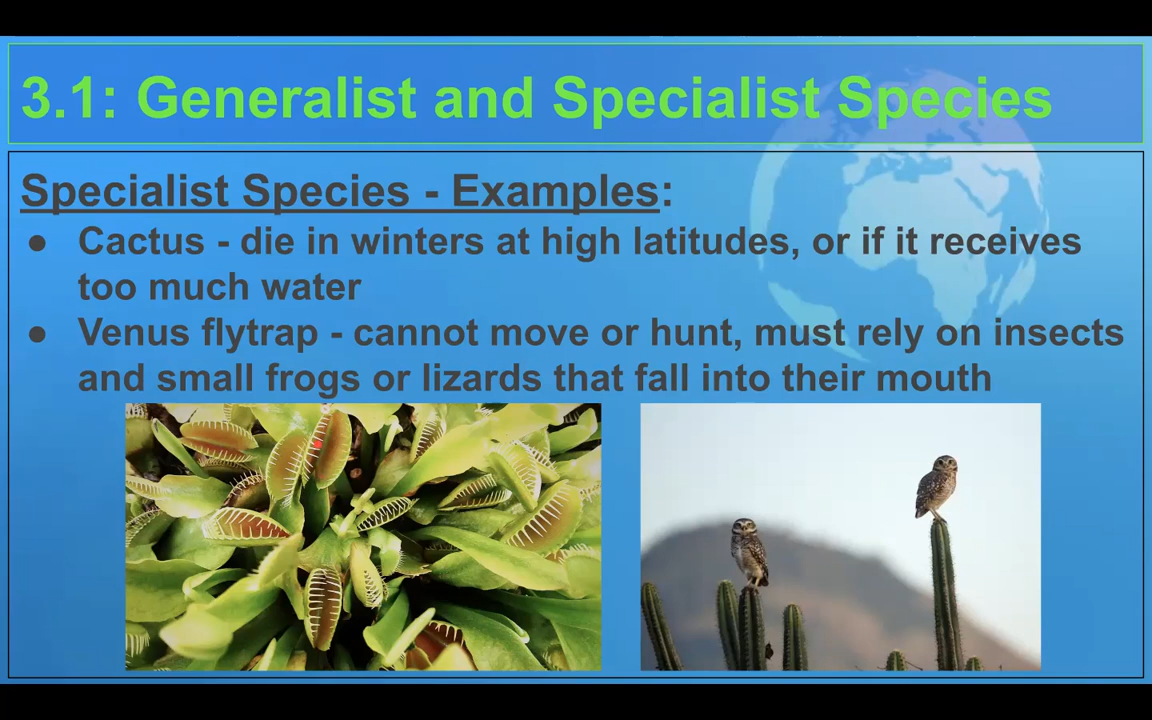 3.1: Generalist and Specialist Species
Specialist Species - Examples:
● Cactus - die in winters at high latitudes, or if it receives
too much water
● Venus flytrap - cannot move or hunt, must rely on insects
and small frogs or lizards that fall into their mouth